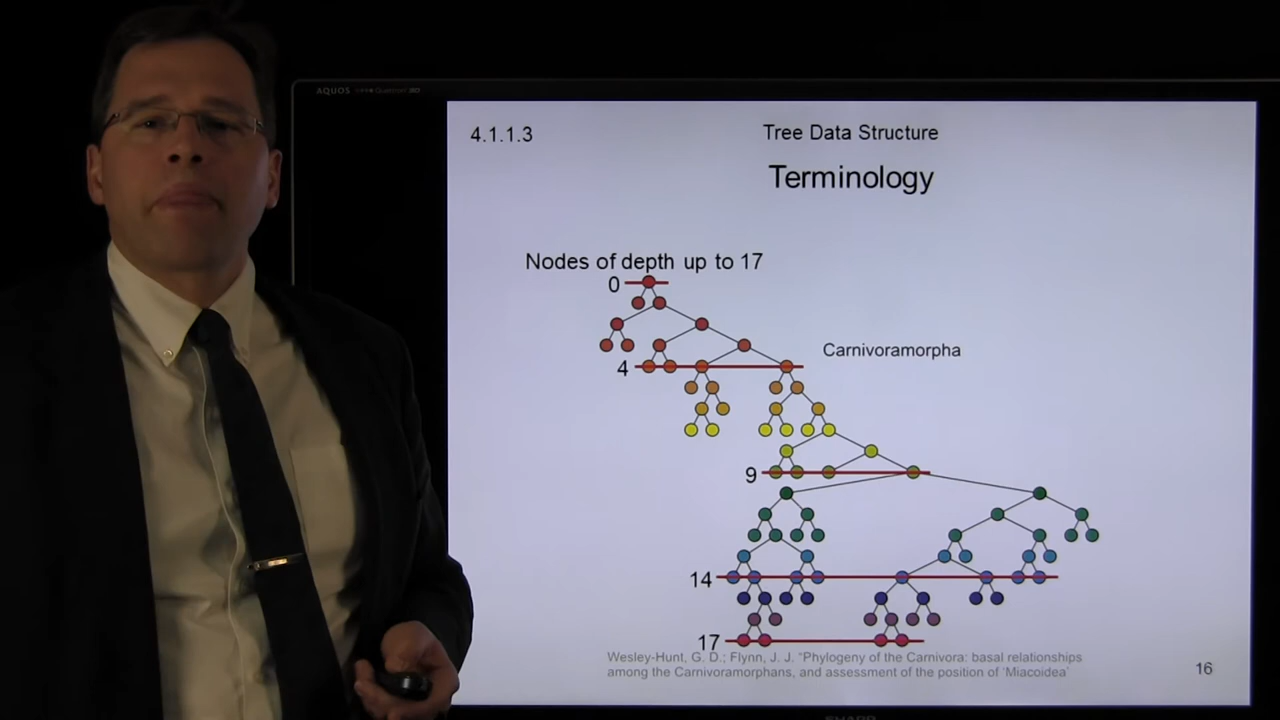 AQUOS
4.1.1.3
Tree Data Structure
Terminology
Nodes of depth up to 17
0
Carnivoramorpha
4
9
14
17
Wesley-Hunt, G. D.; Flynn, J. J. "Phylogeny of the Carnivora: basal relationships
among the Carnivoramorphans, and assessment of the position of 'Miacoidea'
16